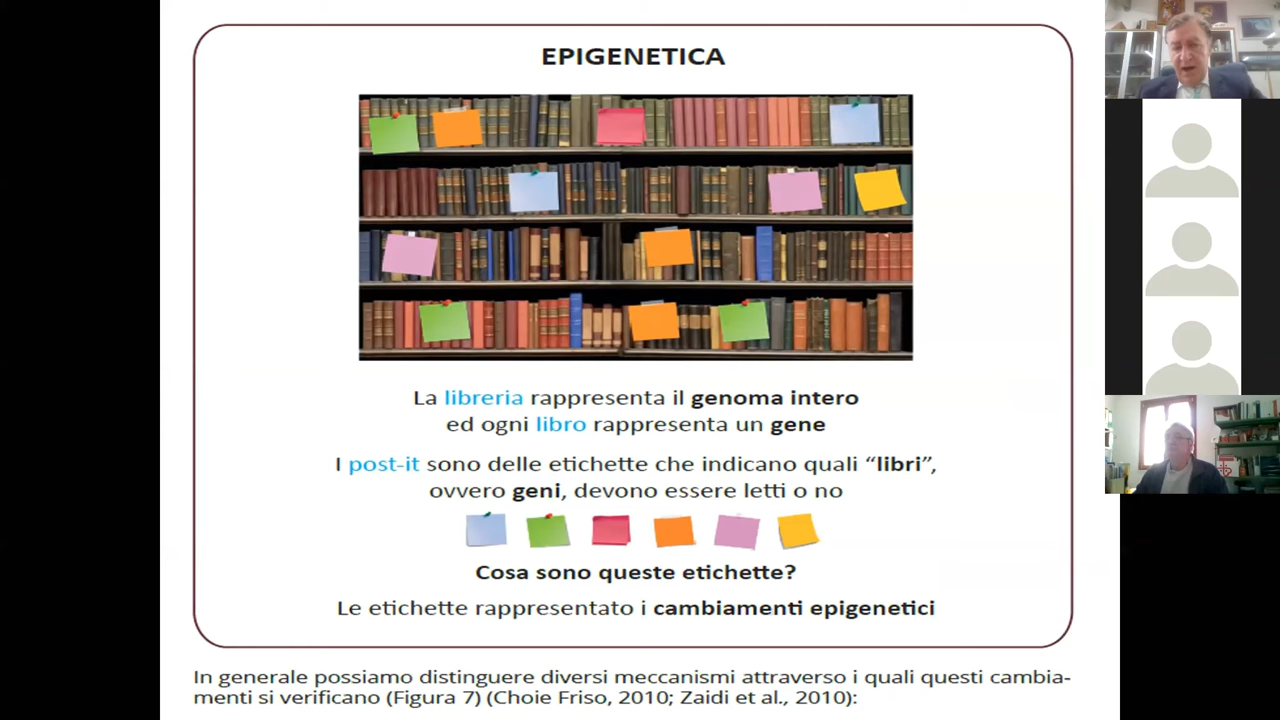 EPIGENETICA
La libreria rappresenta il genoma intero
ed ogni libro rappresenta un gene
I post-it sono delle etichette che indicano quali “libri”,
ovvero geni, devono essere letti o no
Cosa sono queste etichette?
Le etichette rappresentato i cambiamenti epigenetici
In generale possiamo distinguere diversi meccanismi attraverso i quali questi cambia-
menti si verificano (Figura 7) (Choie Friso, 2010; Zaidi et al., 2010):